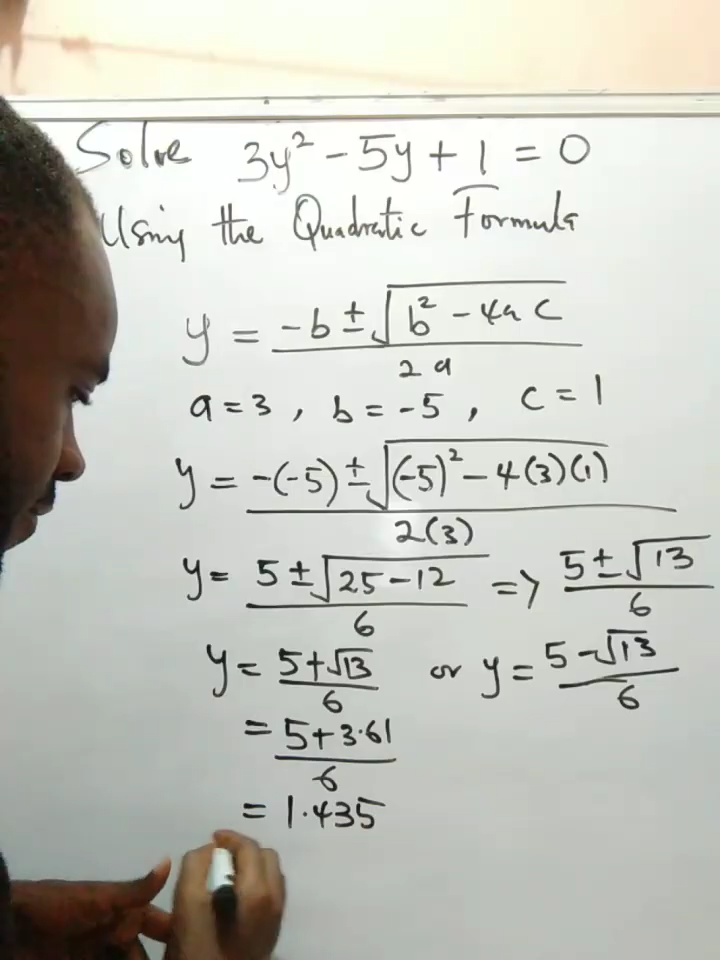 Solve 3y² - 5y + 1 = 0
Using the Quadratic Formula
y = -b ± √(b² - 4ac) / 2a
a = 3, b = -5, c = 1
y = -(-5) ± √((-5)² - 4(3)(1)) / 2(3)
y = 5 ± √(25 - 12) / 6 => 5 ± √13 / 6
y = 5 + √13 / 6 or y = 5 - √13 / 6
= 5 + 3.61 / 6
= 1.435